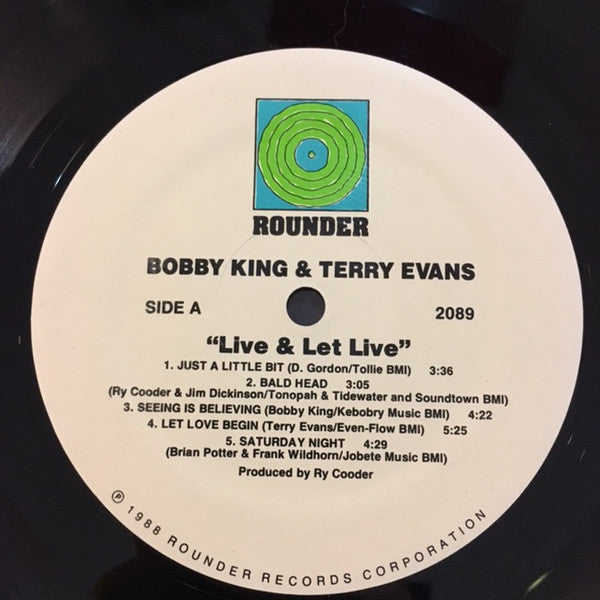 ROUNDER
BOBBY KING & TERRY EVANS
SIDE A 2089
“Live & Let Live”
1. JUST A LITTLE BIT (D. Gordon/Tollie BMI) 3:36
2. BALD HEAD 3:05
(Ry Cooder & Jim Dickinson/Tonopah & Tidewater and Soundtown BMI)
3. SEEING IS BELIEVING (Bobby King/Kebobry Music BMI) 4:22
4. LET LOVE BEGIN (Terry Evans/Even-Flow BMI) 5:25
5. SATURDAY NIGHT 4:29
(Brian Potter & Frank Wildhorn/Jobete Music BMI)
Produced by Ry Cooder
℗ 1988 ROUNDER RECORDS CORPORATION